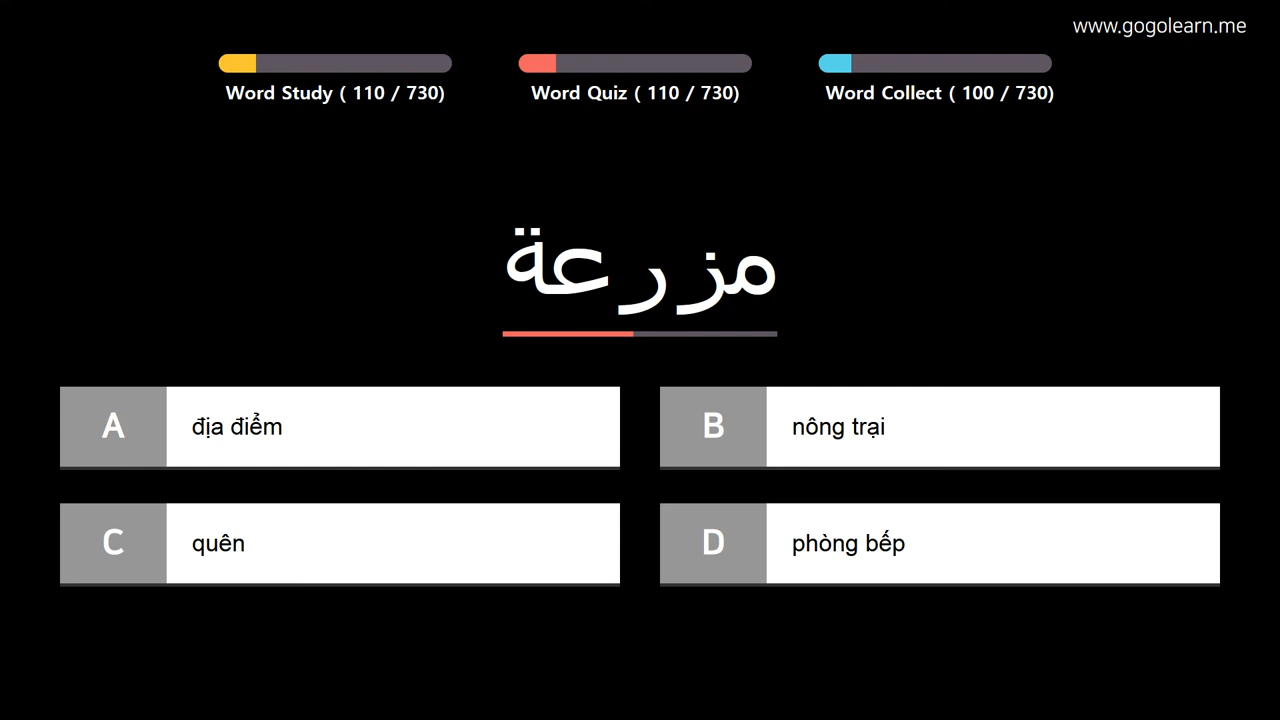 www.gogolearn.me
Word Study ( 110 / 730)
Word Quiz ( 110 / 730)
Word Collect ( 100 / 730)
مزرعة
A địa điểm
B nông trại
C quên
D phòng bếp